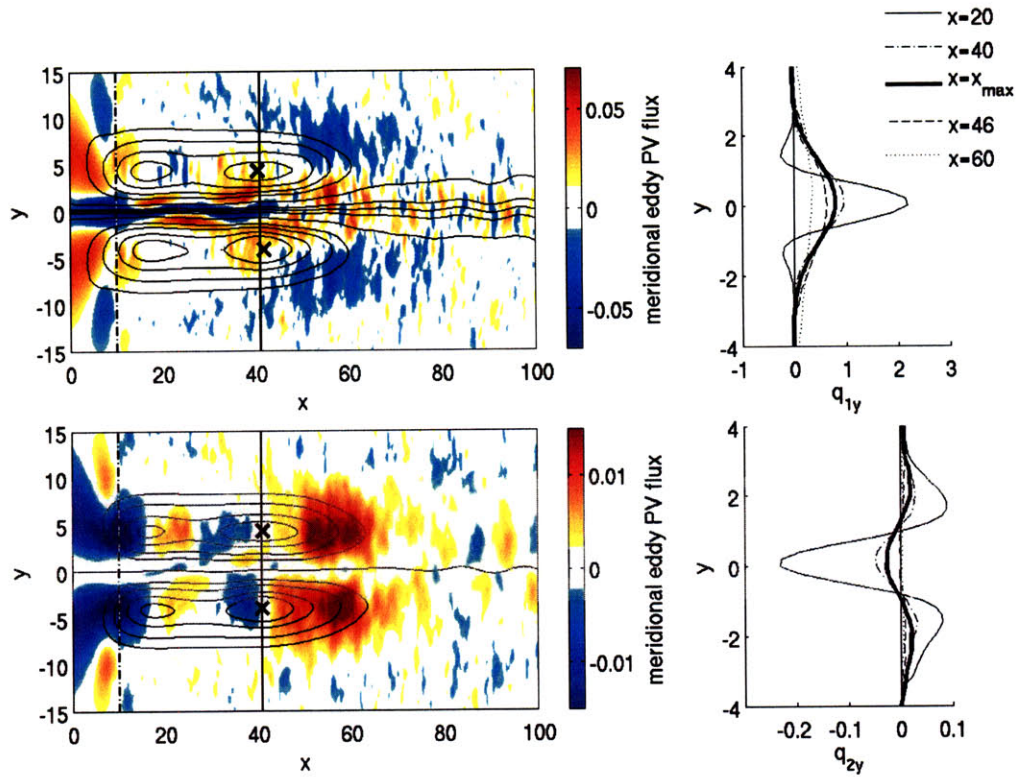 x=20
x=40
x=xmax
x=46
x=60
15
10
5
0
-5
-10
-15
y
0 20 40 60 80 100
x
0.05
0
-0.05
meridional eddy PV flux
4
2
0
-2
-4
y
-1 0 1 2 3
q1y
15
10
5
0
-5
-10
-15
y
0 20 40 60 80 100
x
0.01
0
-0.01
meridional eddy PV flux
4
2
0
-2
-4
y
-0.2 -0.1 0 0.1
q2y